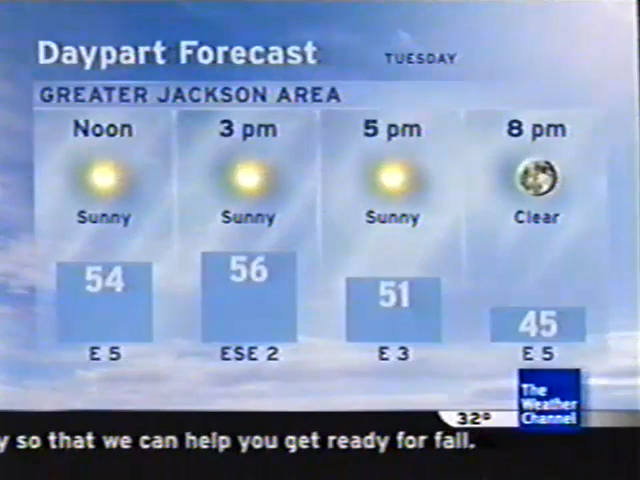 Daypart Forecast
TUESDAY
GREATER JACKSON AREA
Noon 3 pm 5 pm 8 pm
Sunny Sunny Sunny Clear
54 56 51 45
E 5 ESE 2 E 3 E 5
The
Weather
Channel
32°
y so that we can help you get ready for fall.